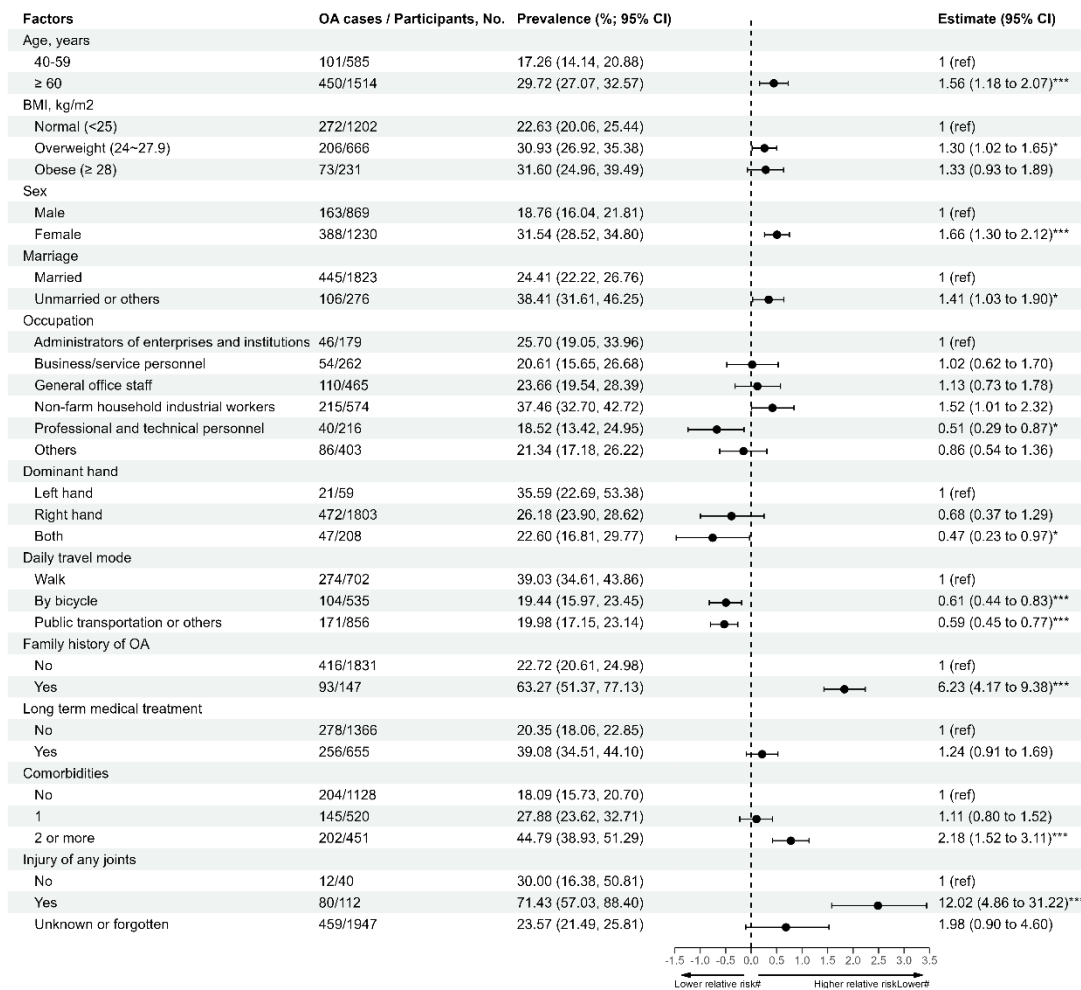 Factors OA cases / Participants, No. Prevalence (%; 95% CI) Estimate (95% CI)
Age, years
40-59 101/585 17.26 (14.14, 20.88) 1 (ref)
≥ 60 450/1514 29.72 (27.07, 32.57) 1.56 (1.18 to 2.07)***
BMI, kg/m2
Normal (<25) 272/1202 22.63 (20.06, 25.44) 1 (ref)
Overweight (24~27.9) 206/666 30.93 (26.92, 35.38) 1.30 (1.02 to 1.65)*
Obese (≥ 28) 73/231 31.60 (24.96, 39.49) 1.33 (0.93 to 1.89)
Sex
Male 163/869 18.76 (16.04, 21.81) 1 (ref)
Female 388/1230 31.54 (28.52, 34.80) 1.66 (1.30 to 2.12)***
Marriage
Married 445/1823 24.41 (22.22, 26.76) 1 (ref)
Unmarried or others 106/276 38.41 (31.61, 46.25) 1.41 (1.03 to 1.90)*
Occupation
Administrators of enterprises and institutions 46/179 25.70 (19.05, 33.96) 1 (ref)
Business/service personnel 54/262 20.61 (15.65, 26.68) 1.02 (0.62 to 1.70)
General office staff 110/465 23.66 (19.54, 28.39) 1.13 (0.73 to 1.78)
Non-farm household industrial workers 215/574 37.46 (32.70, 42.72) 1.52 (1.01 to 2.32)
Professional and technical personnel 40/216 18.52 (13.42, 24.95) 0.51 (0.29 to 0.87)*
Others 86/403 21.34 (17.18, 26.22) 0.86 (0.54 to 1.36)
Dominant hand
Left hand 21/59 35.59 (22.69, 53.38) 1 (ref)
Right hand 472/1803 26.18 (23.90, 28.62) 0.68 (0.37 to 1.29)
Both 47/208 22.60 (16.81, 29.77) 0.47 (0.23 to 0.97)*
Daily travel mode
Walk 274/702 39.03 (34.61, 43.86) 1 (ref)
By bicycle 104/535 19.44 (15.97, 23.45) 0.61 (0.44 to 0.83)***
Public transportation or others 171/856 19.98 (17.15, 23.14) 0.59 (0.45 to 0.77)***
Family history of OA
No 416/1831 22.72 (20.61, 24.98) 1 (ref)
Yes 93/147 63.27 (51.37, 77.13) 6.23 (4.17 to 9.38)***
Long term medical treatment
No 278/1366 20.35 (18.06, 22.85) 1 (ref)
Yes 256/655 39.08 (34.51, 44.10) 1.24 (0.91 to 1.69)
Comorbidities
No 204/1128 18.09 (15.73, 20.70) 1 (ref)
1 145/520 27.88 (23.62, 32.71) 1.11 (0.80 to 1.52)
2 or more 202/451 44.79 (38.93, 51.29) 2.18 (1.52 to 3.11)***
Injury of any joints
No 12/40 30.00 (16.38, 50.81) 1 (ref)
Yes 80/112 71.43 (57.03, 88.40) 12.02 (4.86 to 31.22)**
Unknown or forgotten 459/1947 23.57 (21.49, 25.81) 1.98 (0.90 to 4.60)
-1.5 -1.0 -0.5 0.0 0.5 1.0 1.5 2.0 2.5 3.0 3.5
Lower relative risk# Higher relative riskLower#